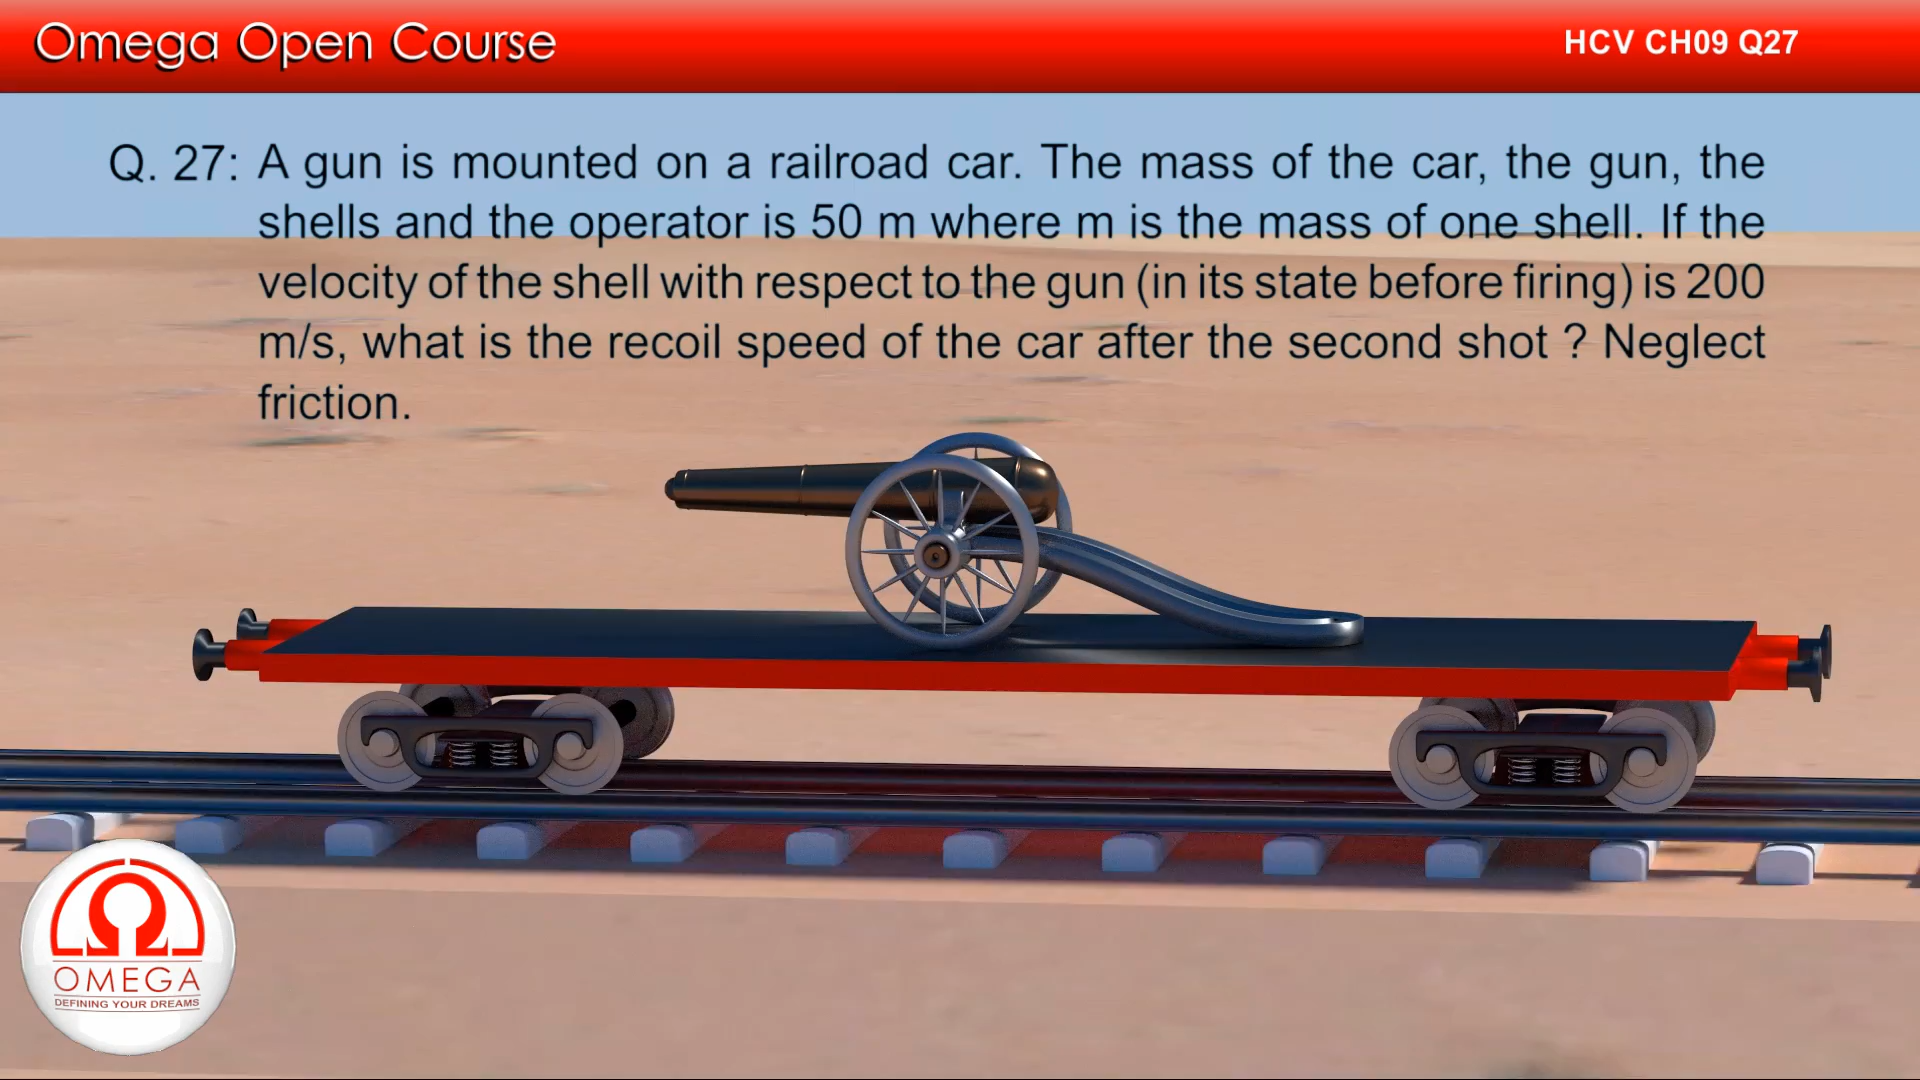 Omega Open Course
HCV CH09 Q27
Q. 27: A gun is mounted on a railroad car. The mass of the car, the gun, the
shells and the operator is 50 m where m is the mass of one shell. If the
velocity of the shell with respect to the gun (in its state before firing) is 200
m/s, what is the recoil speed of the car after the second shot ? Neglect
friction.
OMEGA
DEFINING YOUR DREAMS